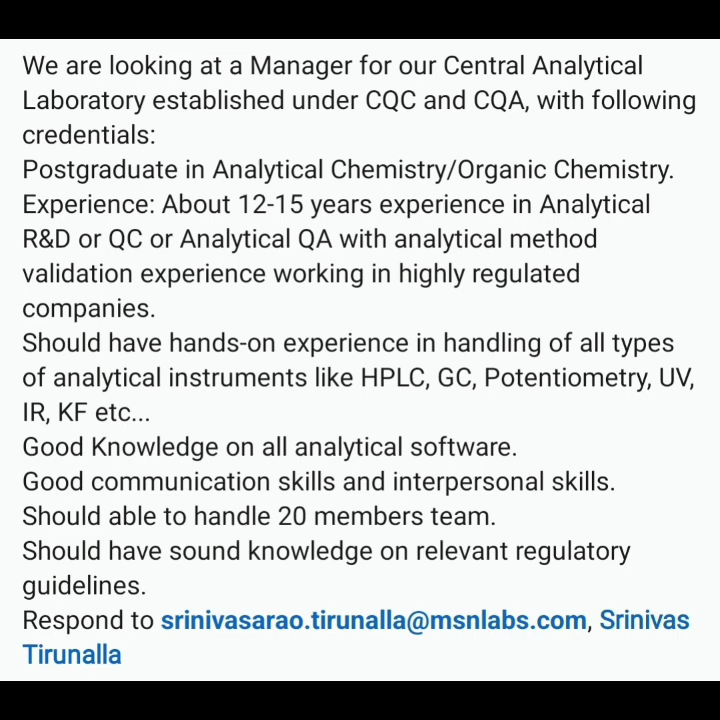 We are looking at a Manager for our Central Analytical
Laboratory established under CQC and CQA, with following
credentials:
Postgraduate in Analytical Chemistry/Organic Chemistry.
Experience: About 12-15 years experience in Analytical
R&D or QC or Analytical QA with analytical method
validation experience working in highly regulated
companies.
Should have hands-on experience in handling of all types
of analytical instruments like HPLC, GC, Potentiometry, UV,
IR, KF etc...
Good Knowledge on all analytical software.
Good communication skills and interpersonal skills.
Should able to handle 20 members team.
Should have sound knowledge on relevant regulatory
guidelines.
Respond to srinivasarao.tirunalla@msnlabs.com, Srinivas
Tirunalla